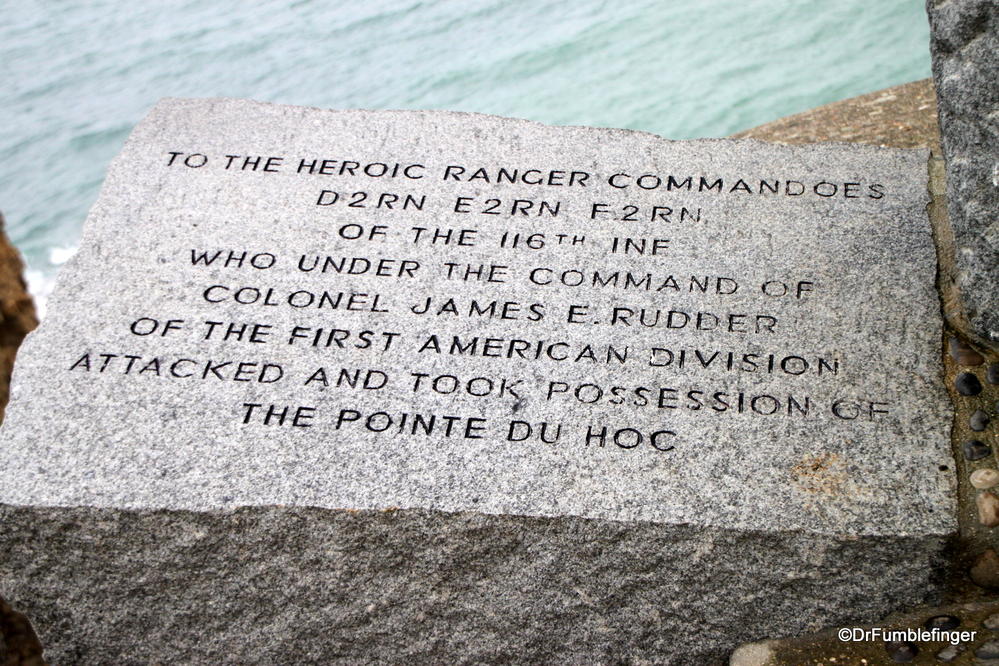 TO THE HEROIC RANGER COMMANDOES
D2RN E2RN F2RN
OF THE 116TH INF
WHO UNDER THE COMMAND OF
COLONEL JAMES E. RUDDER
OF THE FIRST AMERICAN DIVISION
ATTACKED AND TOOK POSSESSION OF
THE POINTE DU HOC
©DrFumblefinger